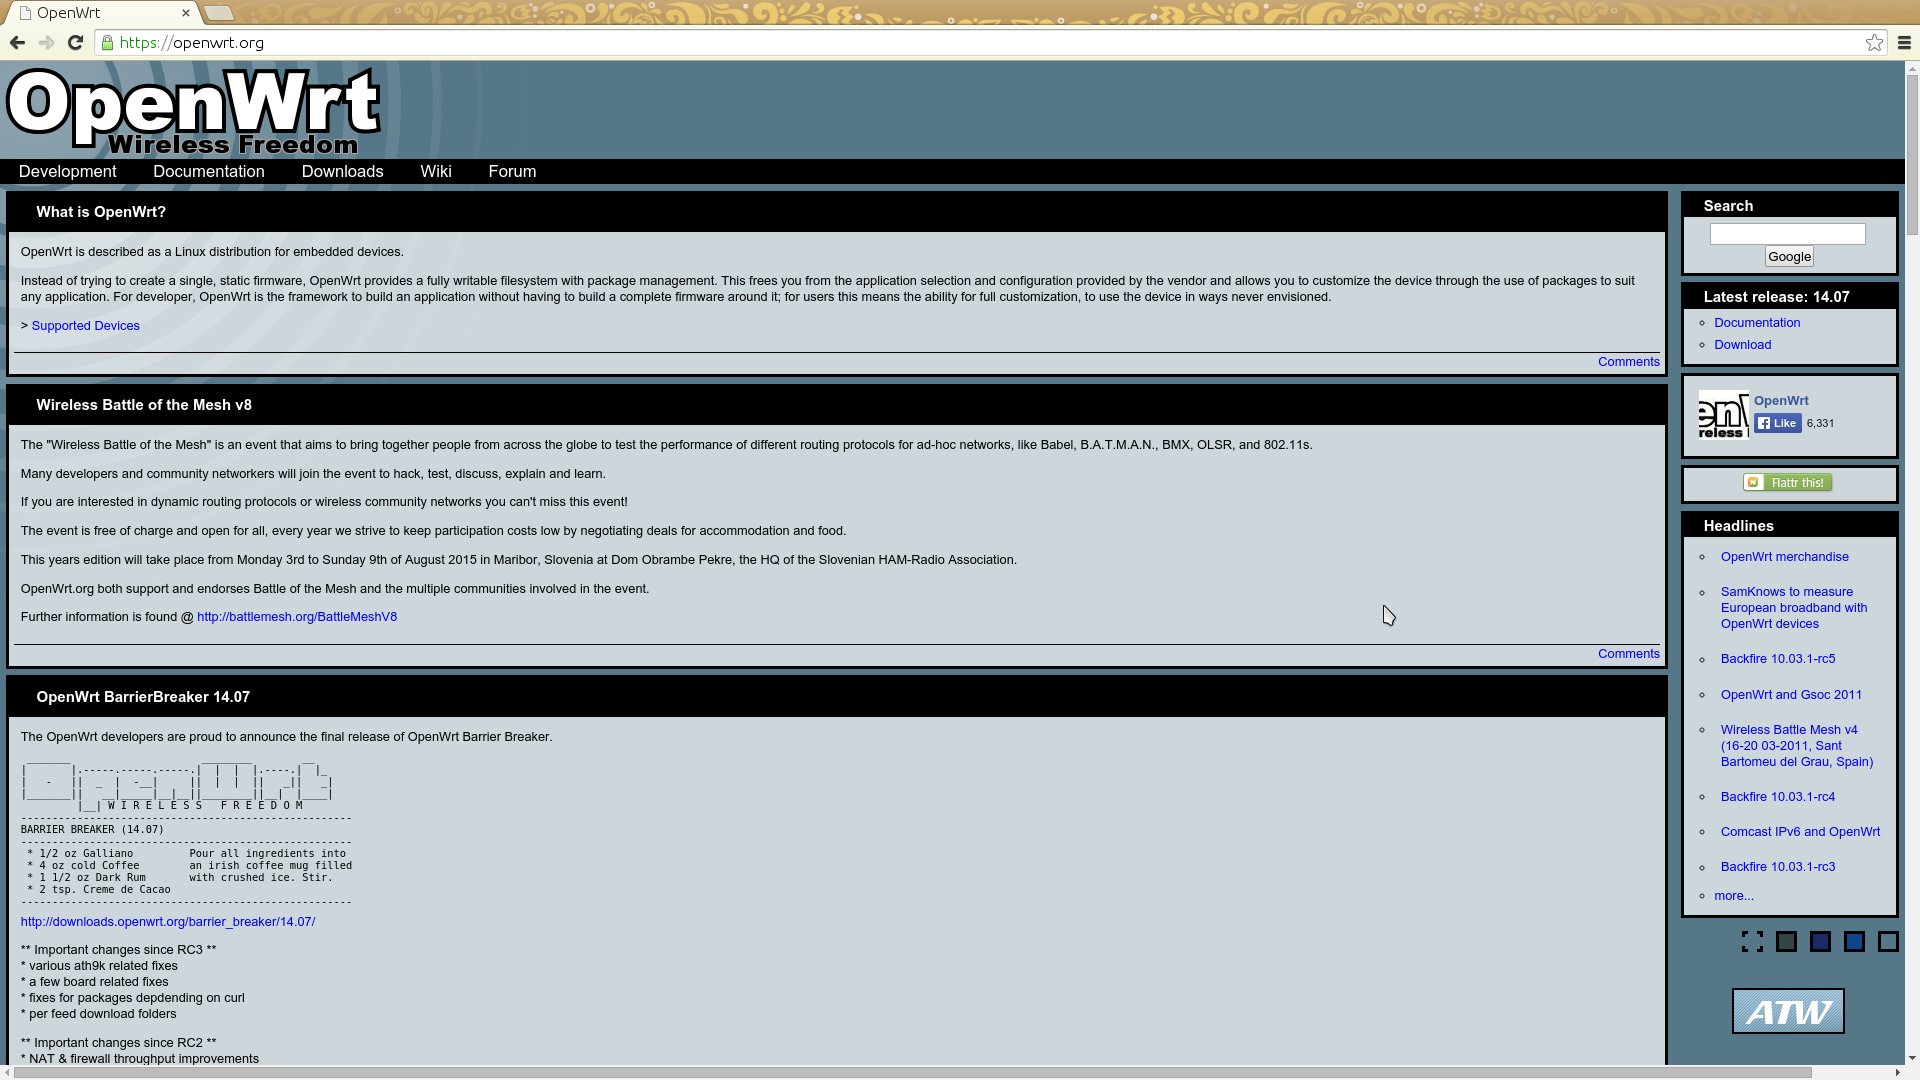 OpenWrt
https://openwrt.org
OpenWrt
Wireless Freedom
Development Documentation Downloads Wiki Forum
What is OpenWrt?
OpenWrt is described as a Linux distribution for embedded devices.
Instead of trying to create a single, static firmware, OpenWrt provides a fully writable filesystem with package management. This frees you from the application selection and configuration provided by the vendor and allows you to customize the device through the use of packages to suit
any application. For developer, OpenWrt is the framework to build an application without having to build a complete firmware around it; for users this means the ability for full customization, to use the device in ways never envisioned.
> Supported Devices
Comments
Wireless Battle of the Mesh v8
The "Wireless Battle of the Mesh" is an event that aims to bring together people from across the globe to test the performance of different routing protocols for ad-hoc networks, like Babel, B.A.T.M.A.N., BMX, OLSR, and 802.11s.
Many developers and community networkers will join the event to hack, test, discuss, explain and learn.
If you are interested in dynamic routing protocols or wireless community networks you can't miss this event!
The event is free of charge and open for all, every year we strive to keep participation costs low by negotiating deals for accommodation and food.
This years edition will take place from Monday 3rd to Sunday 9th of August 2015 in Maribor, Slovenia at Dom Obrambe Pekre, the HQ of the Slovenian HAM-Radio Association.
OpenWrt.org both support and endorses Battle of the Mesh and the multiple communities involved in the event.
Further information is found @ http://battlemesh.org/BattleMeshV8
Comments
OpenWrt BarrierBreaker 14.07
The OpenWrt developers are proud to announce the final release of OpenWrt Barrier Breaker.
W I R E L E S S F R E E D O M
BARRIER BREAKER (14.07)
* 1/2 oz Galliano Pour all ingredients into
* 4 oz cold Coffee an irish coffee mug filled
* 1 1/2 oz Dark Rum with crushed ice. Stir.
* 2 tsp. Creme de Cacao
http://downloads.openwrt.org/barrier_breaker/14.07/
** Important changes since RC3 **
* various ath9k related fixes
* a few board related fixes
* fixes for packages depdending on curl
* per feed download folders
** Important changes since RC2 **
* NAT & firewall throughput improvements
Search
Google
Latest release: 14.07
Documentation
Download
OpenWrt
Like 6,331
Flattr this!
Headlines
OpenWrt merchandise
SamKnows to measure
European broadband with
OpenWrt devices
Backfire 10.03.1-rc5
OpenWrt and Gsoc 2011
Wireless Battle Mesh v4
(16-20 03-2011, Sant
Bartomeu del Grau, Spain)
Backfire 10.03.1-rc4
Comcast IPv6 and OpenWrt
Backfire 10.03.1-rc3
more...
ATW